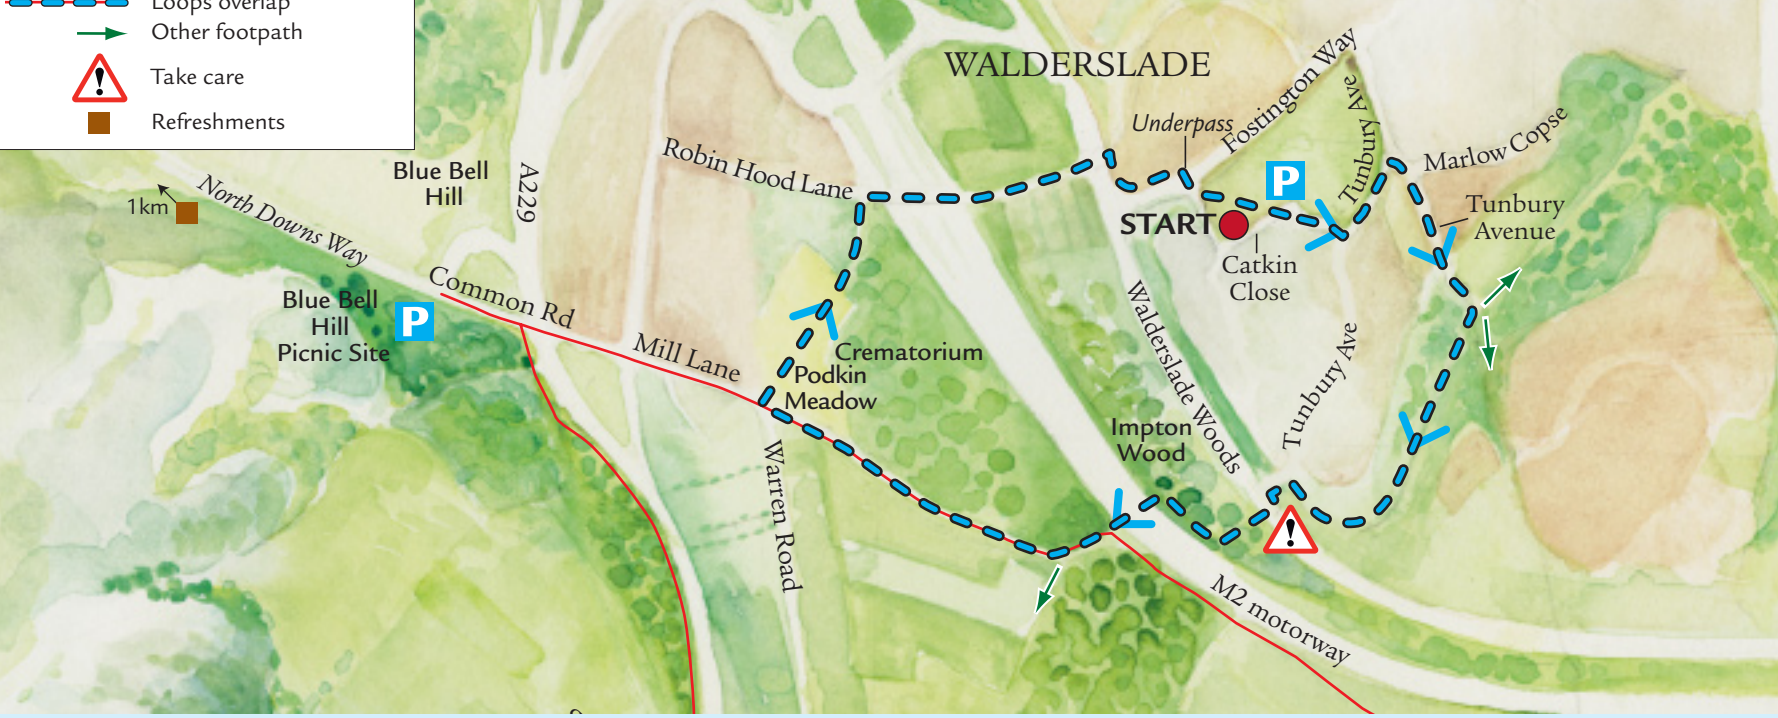 Loops overlap
Other footpath
Take care
Refreshments
WALDERSLADE
Underpass
Fostington Way
Tunbury Ave
Marlow Copse
Robin Hood Lane
P
Blue Bell
Hill
A229
North Downs Way
1km
START
Tunbury
Avenue
Catkin
Close
Common Rd
Blue Bell
Hill
Picnic Site
P
Mill Lane
Crematorium
Podkin
Meadow
Walderslade Woods
Tunbury Ave
Impton
Wood
Warren Road
!
M2 motorway